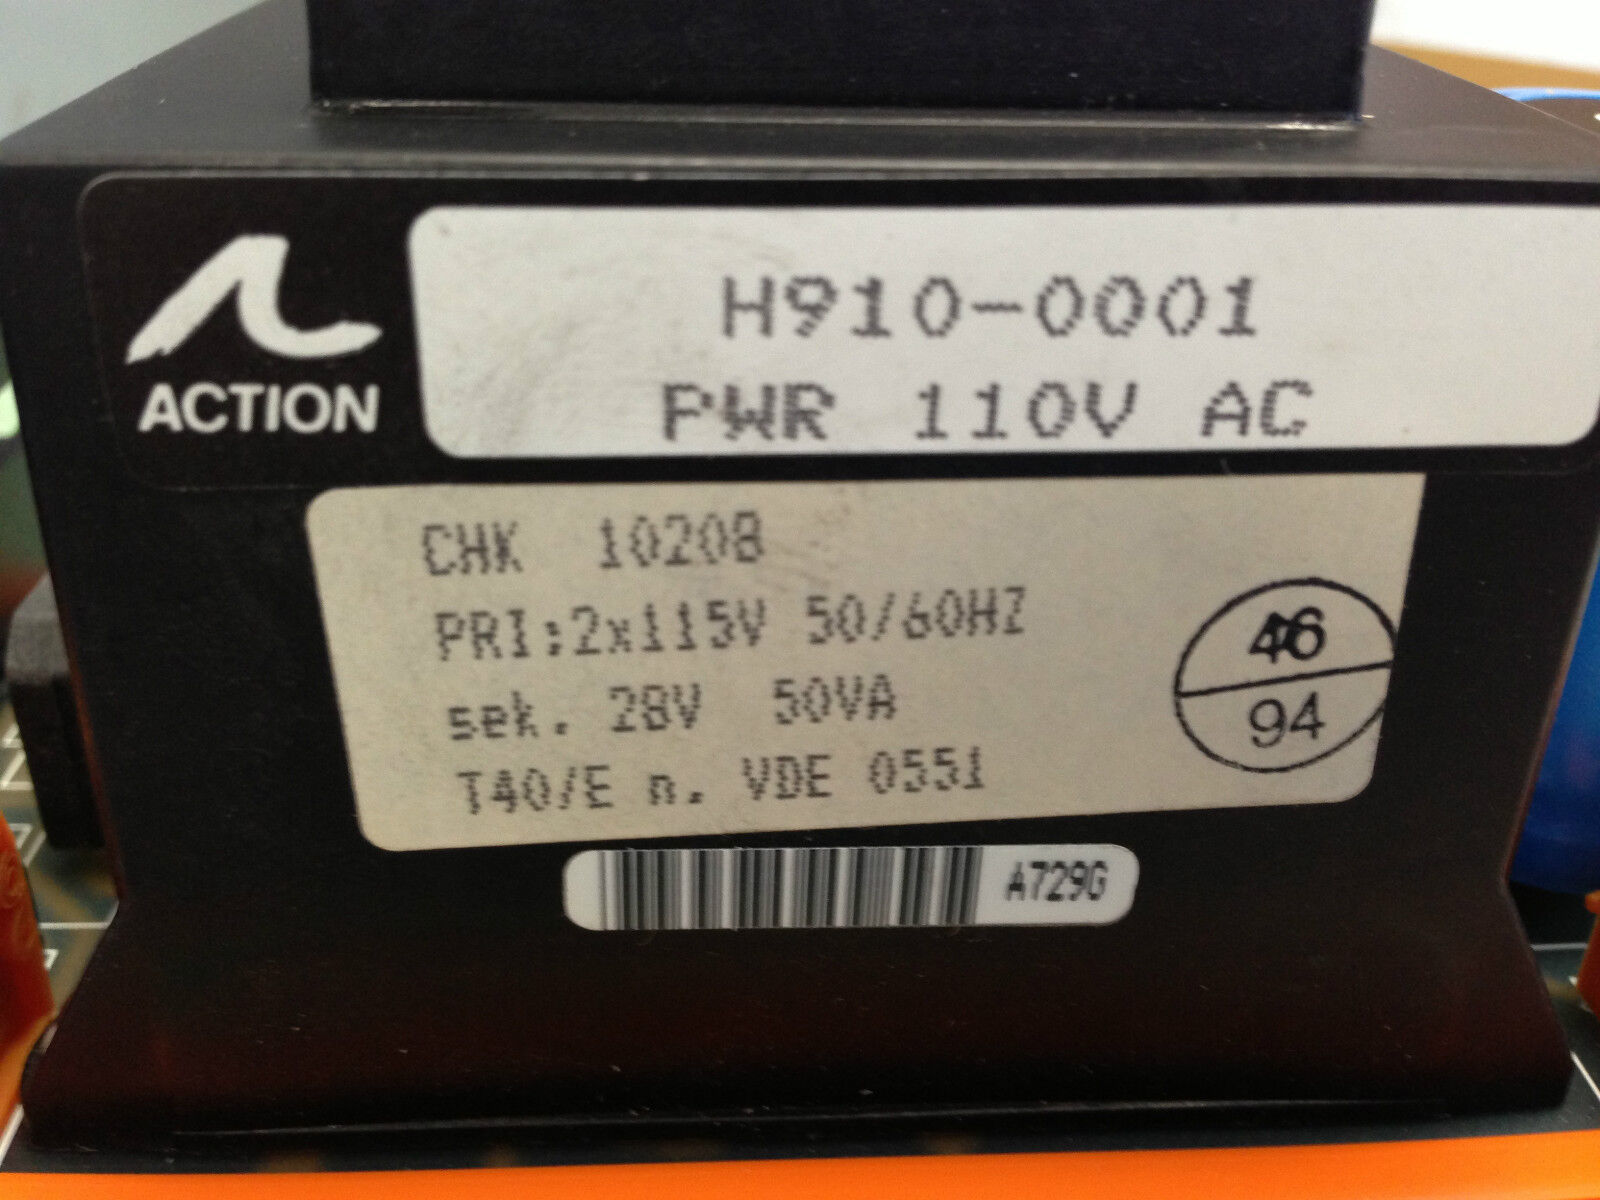 ACTION
H910-0001
PWR 110V AC
CHK 10208
PRI:2x115V 50/60HZ
sek. 28V 50VA
T40/E n. VDE 0551
46
94
A729G